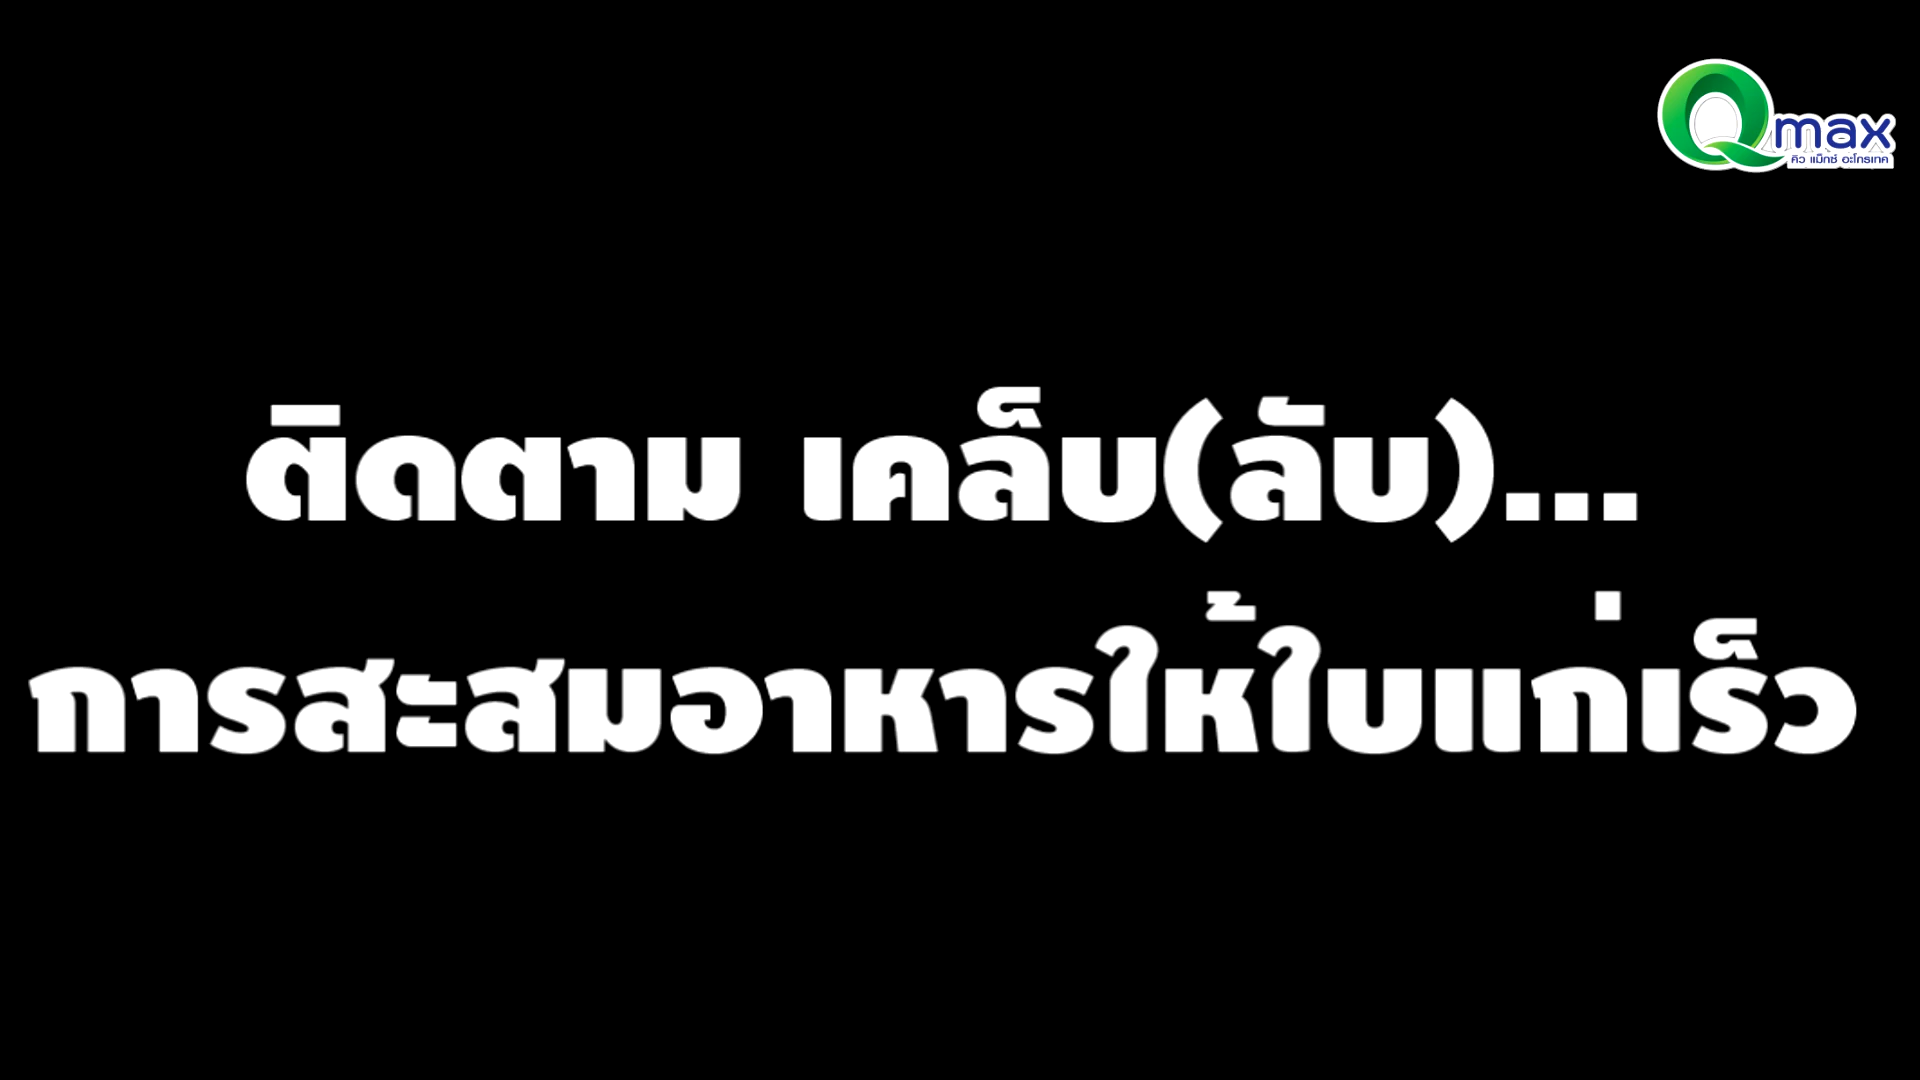 Qmax
คิว แม็กซ์ อะโกรเทค
ติดตาม เคล็บ(ลับ)...
การสะสมอาหารให้ใบแก่เร็ว